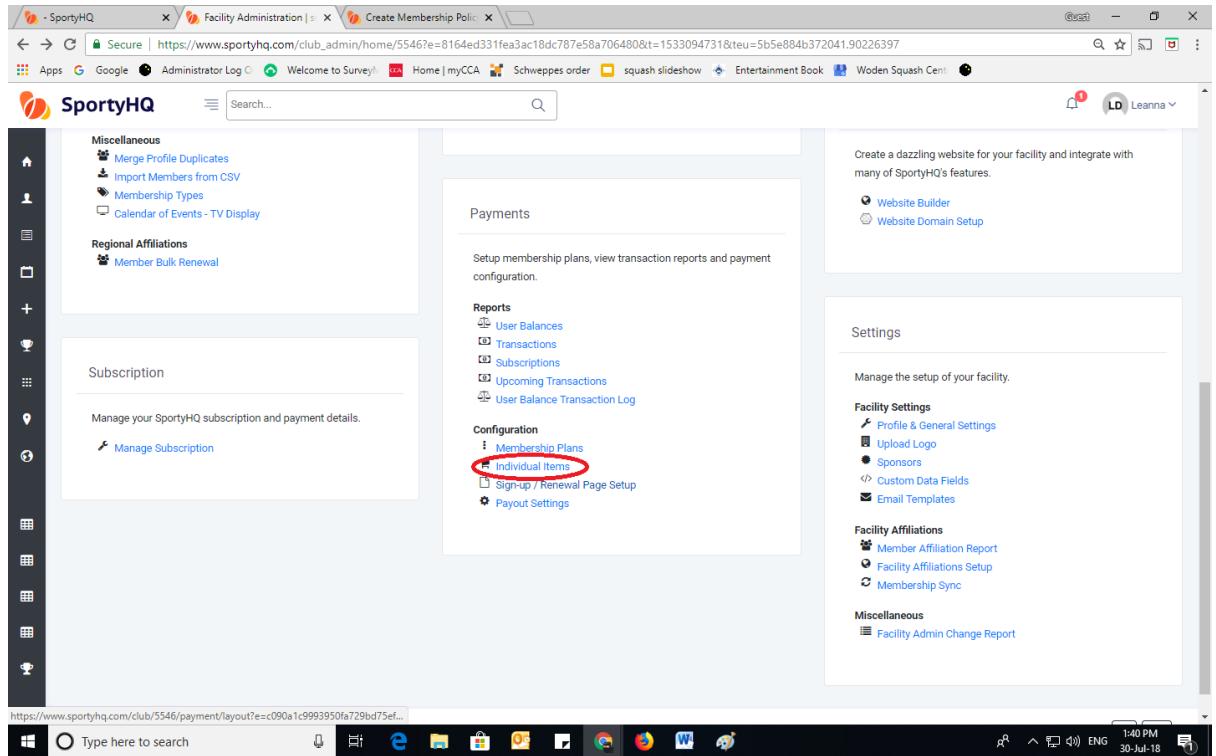 - SportyHQ
Facility Administration | s
Create Membership Polic
Guest
Secure | https://www.sportyhq.com/club_admin/home/5546?e=8164ed331fea3ac18dc787e58a706480&t=1533094731&teu=5b5e884b372041.90226397
Apps Google Administrator Log O Welcome to Survey Home | myCCA Schweppes order squash slideshow Entertainment Book Woden Squash Cent
SportyHQ
Search...
1
LD Leanna
Miscellaneous
Merge Profile Duplicates
Import Members from CSV
Membership Types
Calendar of Events - TV Display
Regional Affiliations
Member Bulk Renewal
Subscription
Manage your SportyHQ subscription and payment details.
Manage Subscription
Payments
Setup membership plans, view transaction reports and payment
configuration.
Reports
User Balances
Transactions
Subscriptions
Upcoming Transactions
User Balance Transaction Log
Configuration
Membership Plans
Individual Items
Sign-up / Renewal Page Setup
Payout Settings
Create a dazzling website for your facility and integrate with
many of SportyHQ's features.
Website Builder
Website Domain Setup
Settings
Manage the setup of your facility.
Facility Settings
Profile & General Settings
Upload Logo
Sponsors
Custom Data Fields
Email Templates
Facility Affiliations
Member Affiliation Report
Facility Affiliations Setup
Membership Sync
Miscellaneous
Facility Admin Change Report
https://www.sportyhq.com/club/5546/payment/layout?e=c090a1c9993950fa729bd75ef...
Type here to search
ENG
1:40 PM
30-Jul-18